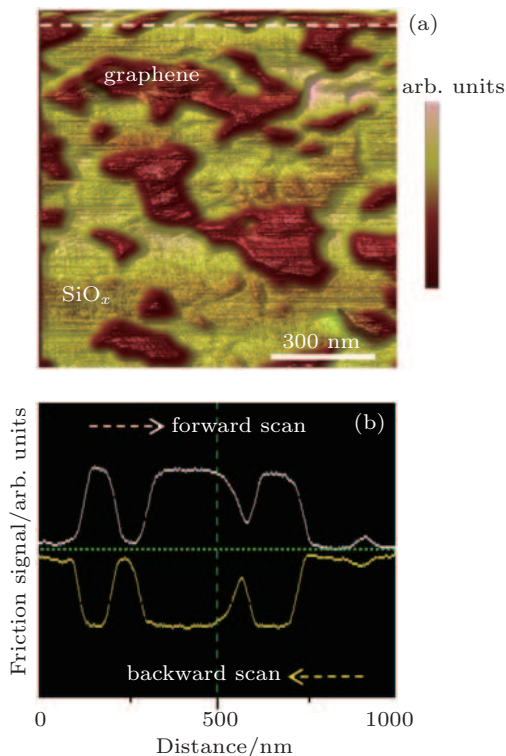 (a)
graphene
arb. units
SiOₓ
300 nm
(b)
forward scan
Friction signal/arb. units
backward scan
0
500
1000
Distance/nm